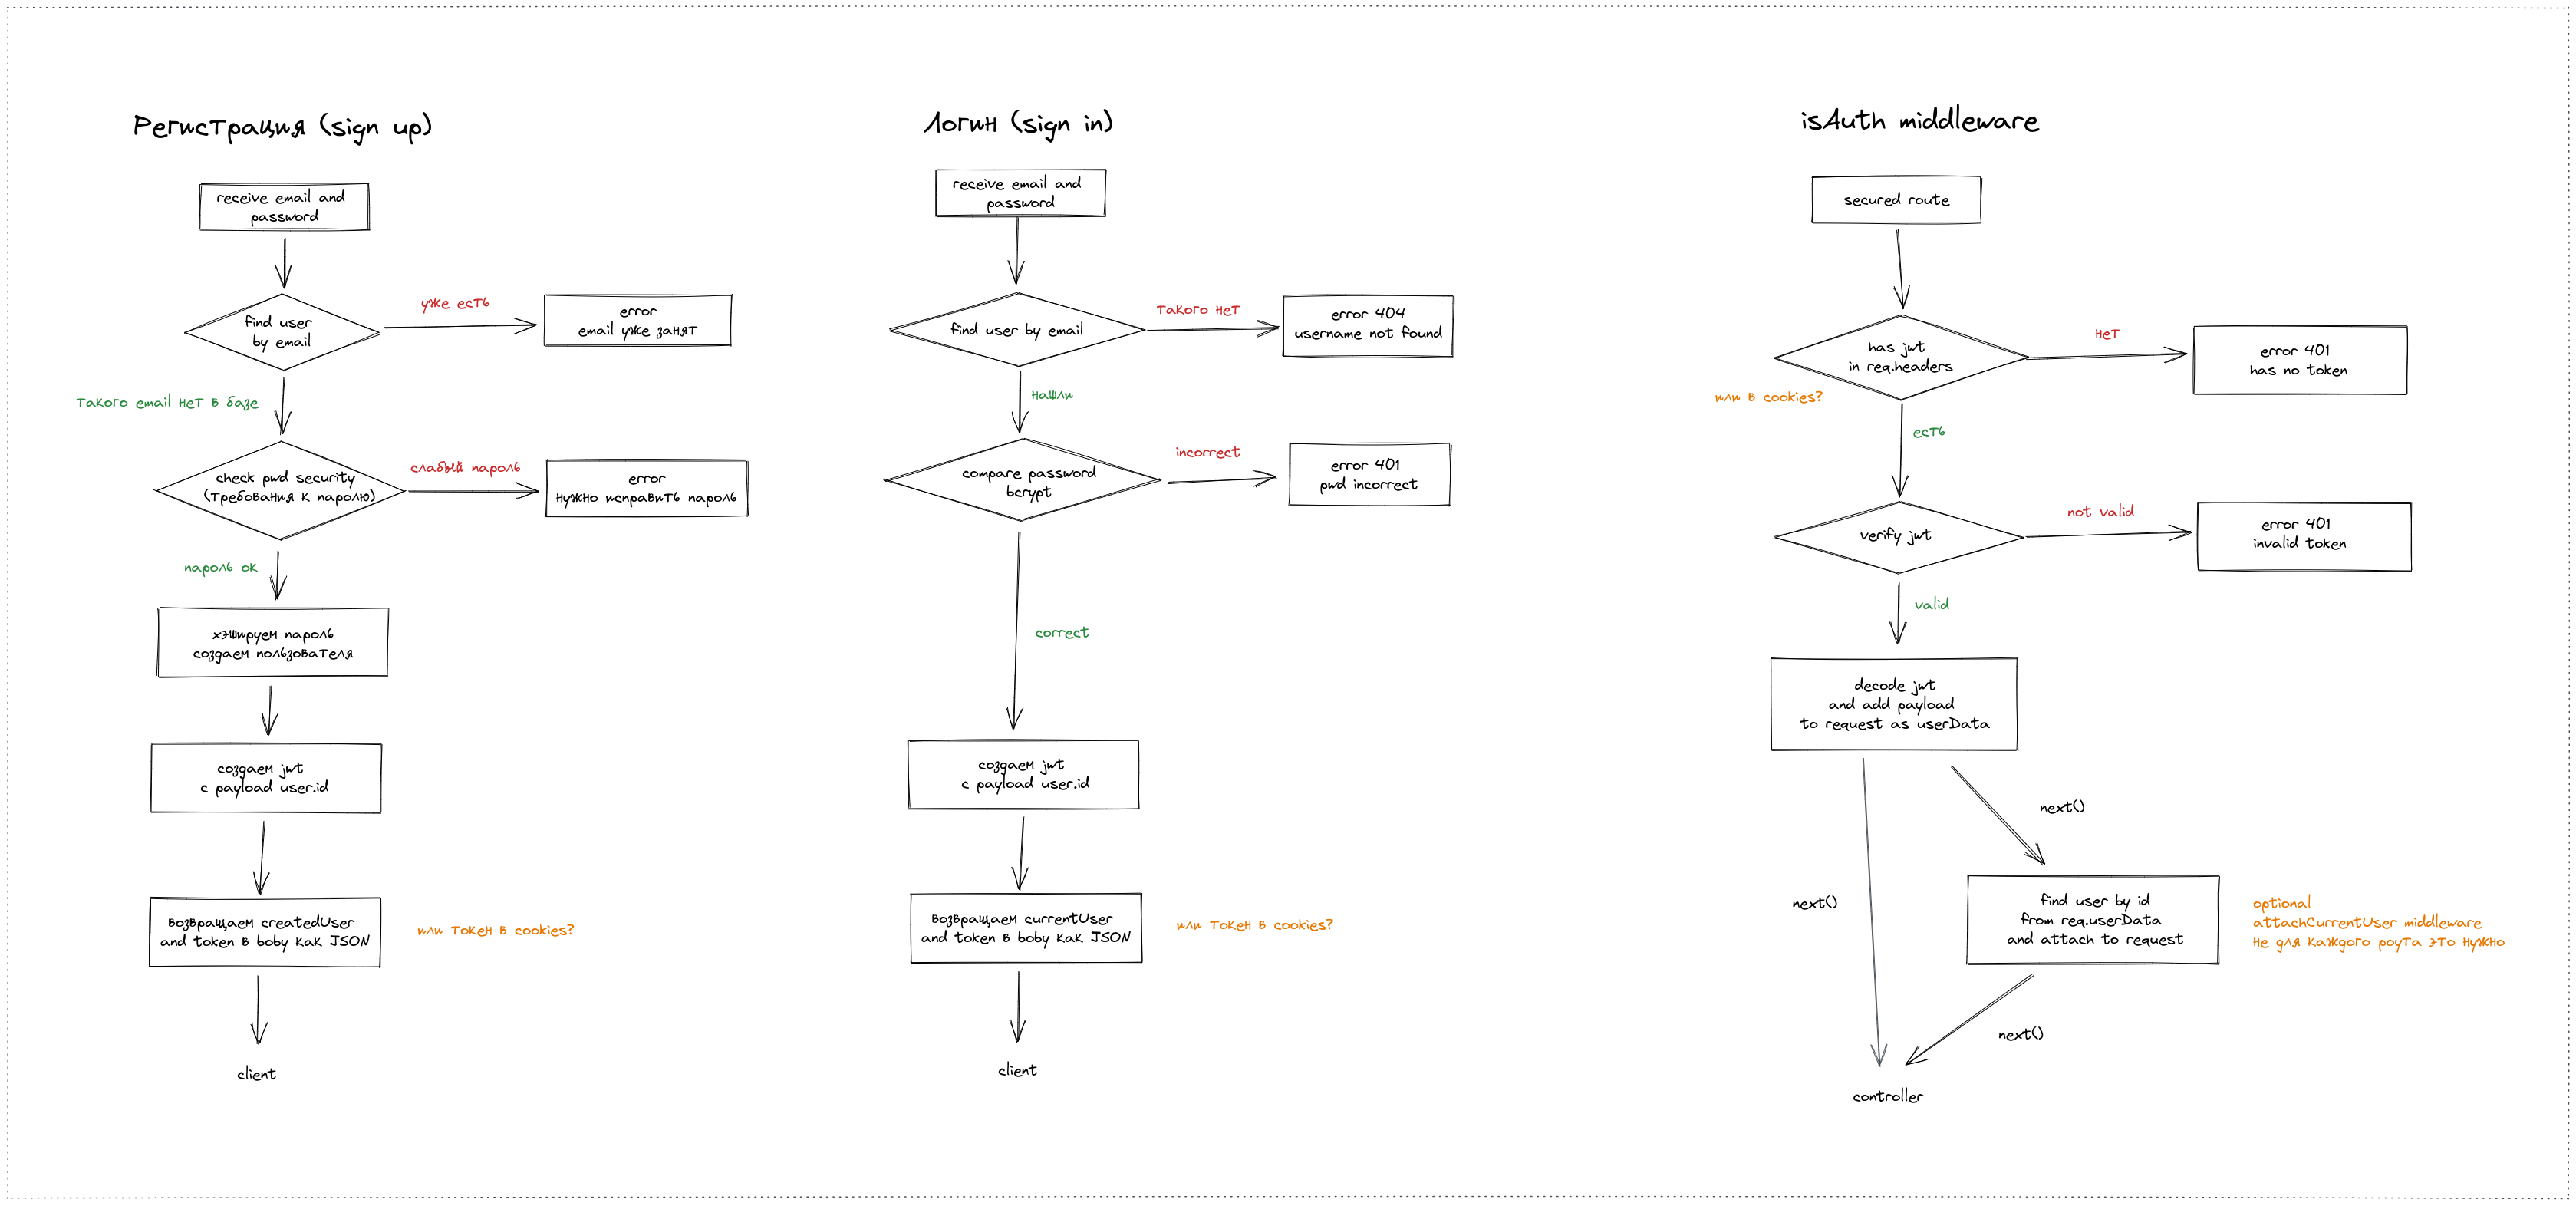 Регистрация (sign up)
receive email and
password
find user
by email
уже есть
error
email уже занят
такого email нет в базе
check pwd security
(требования к паролю)
слабый пароль
error
нужно исправить пароль
пароль ок
хэшируем пароль
создаем пользователя
создаем jwt
с payload user.id
возвращаем createdUser
and token в boby как JSON
или токен в cookies?
client
Логин (sign in)
receive email and
password
find user by email
такого нет
error 404
username not found
нашли
compare password
bcrypt
incorrect
error 401
pwd incorrect
correct
создаем jwt
с payload user.id
возвращаем currentUser
and token в boby как JSON
или токен в cookies?
client
isAuth middleware
secured route
has jwt
in req.headers
или в cookies?
нет
error 401
has no token
есть
verify jwt
not valid
error 401
invalid token
valid
decode jwt
and add payload
to request as userData
next()
next()
find user by id
from req.userData
and attach to request
optional
attachCurrentUser middleware
не для каждого роута это нужно
next()
controller